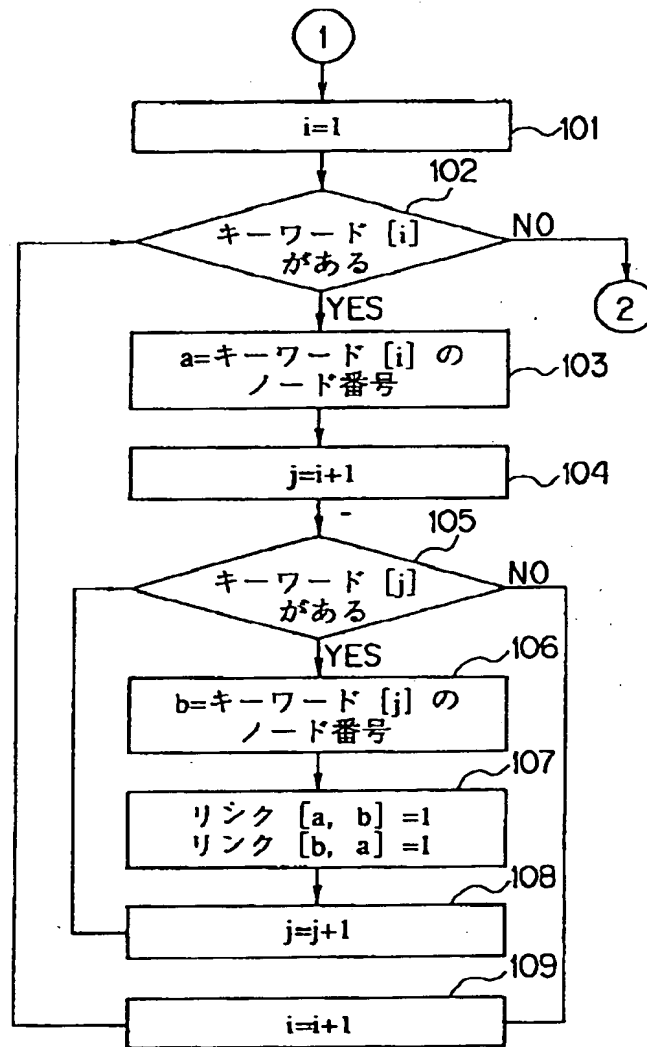 1
i=1
101
102
キーワード [i]
がある
NO
2
YES
a=キーワード [i] の
ノード番号
103
j=i+1
104
105
キーワード [j]
がある
NO
YES
106
b=キーワード [j] の
ノード番号
107
リンク [a, b] =1
リンク [b, a] =1
108
j=j+1
109
i=i+1